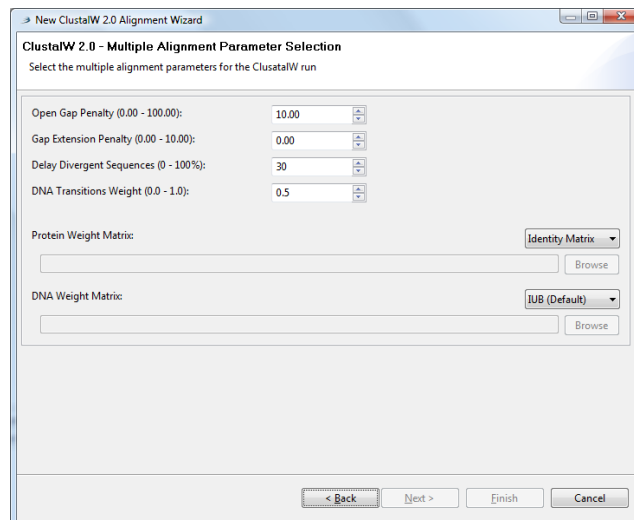 New ClustalW 2.0 Alignment Wizard
ClustalW 2.0 - Multiple Alignment Parameter Selection
Select the multiple alignment parameters for the ClusatalW run
Open Gap Penalty (0.00 - 100.00): 10.00
Gap Extension Penalty (0.00 - 10.00): 0.00
Delay Divergent Sequences (0 - 100%): 30
DNA Transitions Weight (0.0 - 1.0): 0.5
Protein Weight Matrix: Identity Matrix
Browse
DNA Weight Matrix: IUB (Default)
Browse
< Back Next > Finish Cancel